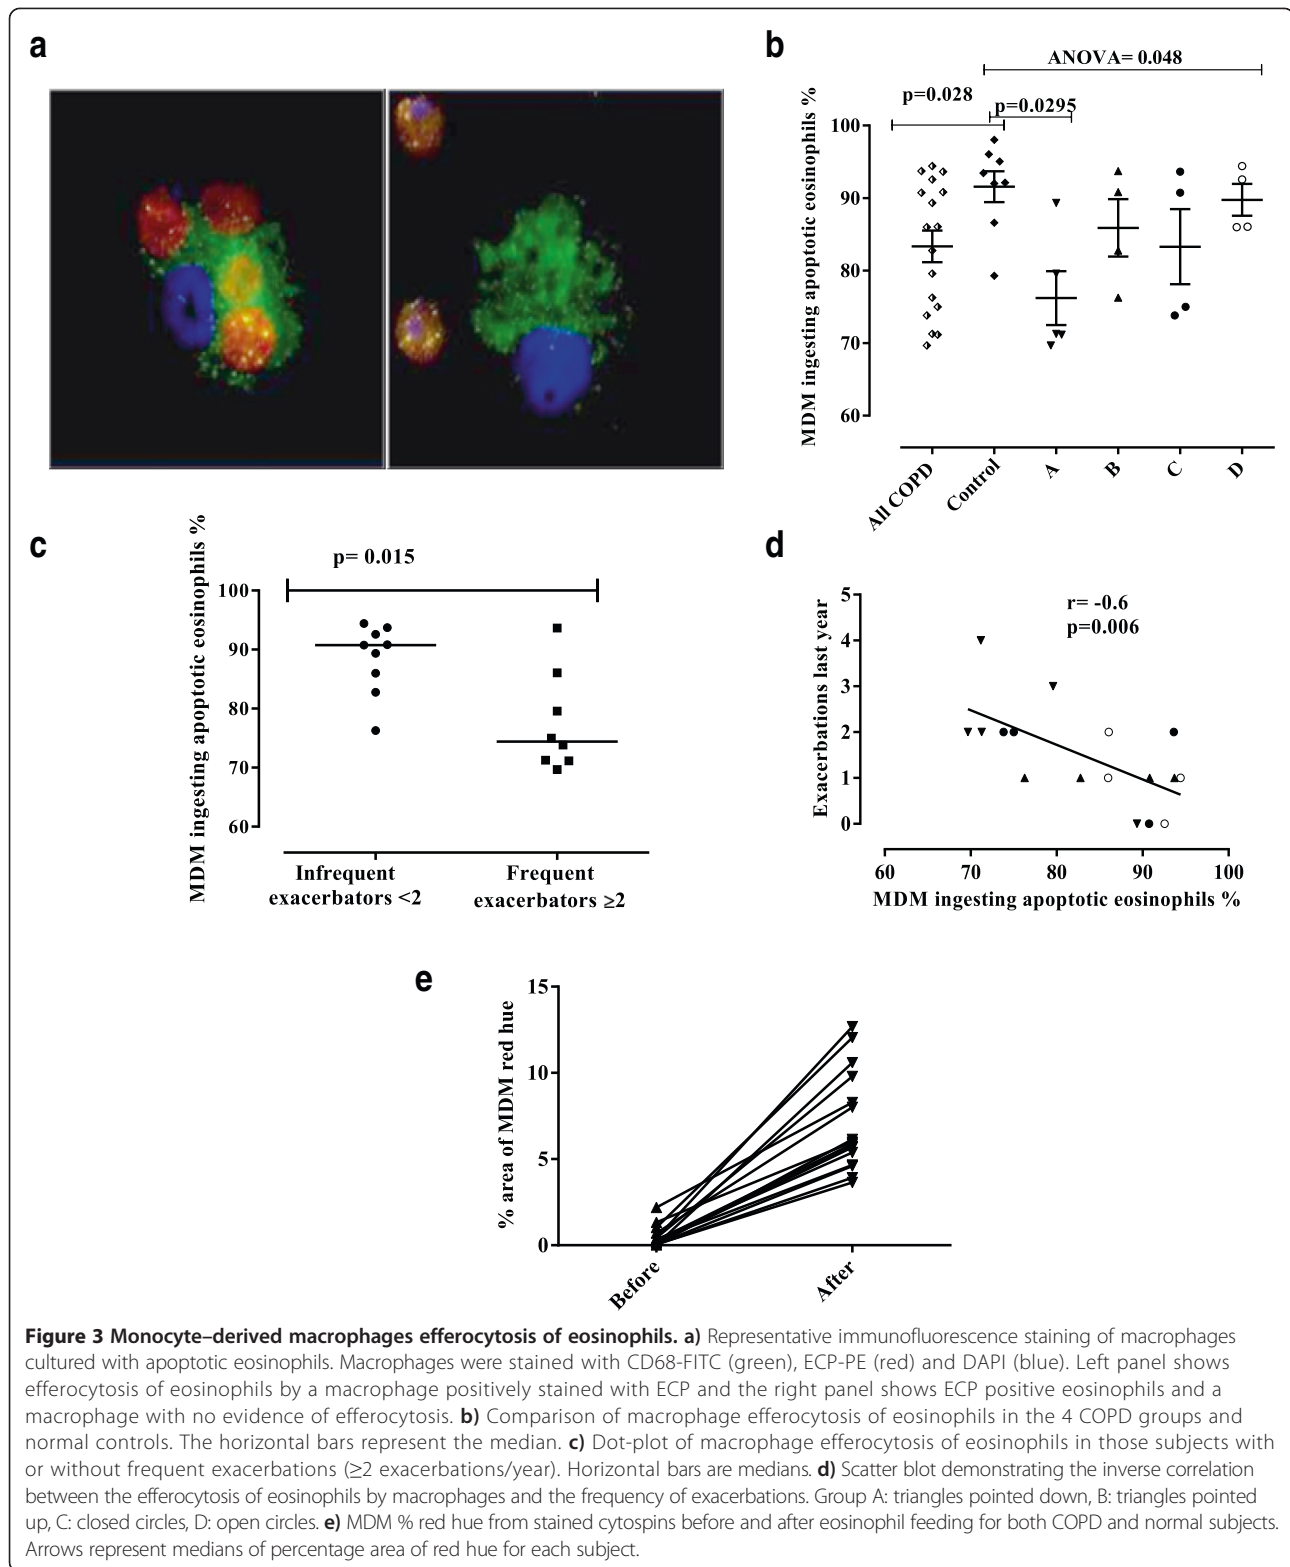 a
b
ANOVA= 0.048
p=0.028
p=0.0295
MDM ingesting apoptotic eosinophils %
100
90
80
70
60
All COPD
Control
A
B
C
D
c
p= 0.015
MDM ingesting apoptotic eosinophils %
100
90
80
70
60
Infrequent
exacerbators <2
Frequent
exacerbators ≥2
d
r= -0.6
p=0.006
Exacerbations last year
5
4
3
2
1
0
60
70
80
90
100
MDM ingesting apoptotic eosinophils %
e
% area of MDM red hue
15
10
5
0
Before
After
Figure 3 Monocyte–derived macrophages efferocytosis of eosinophils. a) Representative immunofluorescence staining of macrophages
cultured with apoptotic eosinophils. Macrophages were stained with CD68-FITC (green), ECP-PE (red) and DAPI (blue). Left panel shows
efferocytosis of eosinophils by a macrophage positively stained with ECP and the right panel shows ECP positive eosinophils and a
macrophage with no evidence of efferocytosis. b) Comparison of macrophage efferocytosis of eosinophils in the 4 COPD groups and
normal controls. The horizontal bars represent the median. c) Dot-plot of macrophage efferocytosis of eosinophils in those subjects with
or without frequent exacerbations (≥2 exacerbations/year). Horizontal bars are medians. d) Scatter blot demonstrating the inverse correlation
between the efferocytosis of eosinophils by macrophages and the frequency of exacerbations. Group A: triangles pointed down, B: triangles pointed
up, C: closed circles, D: open circles. e) MDM % red hue from stained cytospins before and after eosinophil feeding for both COPD and normal subjects.
Arrows represent medians of percentage area of red hue for each subject.